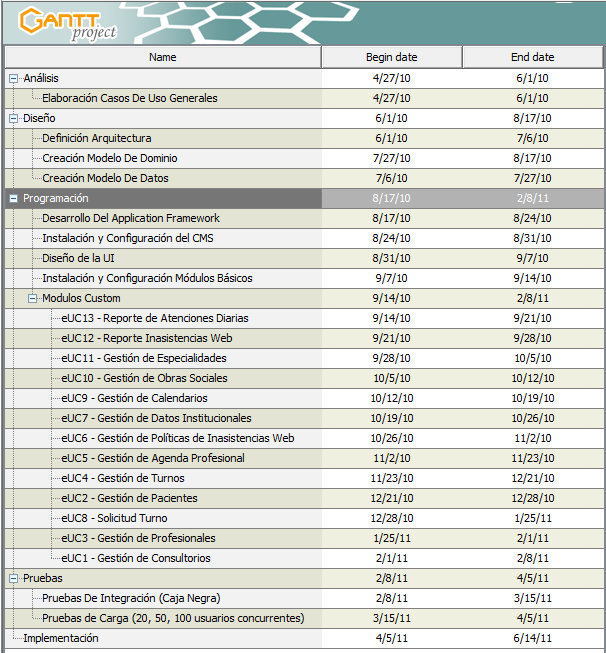 GANTT
project
Name Begin date End date
Análisis 4/27/10 6/1/10
Elaboración Casos De Uso Generales 4/27/10 6/1/10
Diseño 6/1/10 8/17/10
Definición Arquitectura 6/1/10 7/6/10
Creación Modelo De Dominio 7/27/10 8/17/10
Creación Modelo De Datos 7/6/10 7/27/10
Programación 8/17/10 2/8/11
Desarrollo Del Application Framework 8/17/10 8/24/10
Instalación y Configuración del CMS 8/24/10 8/31/10
Diseño de la UI 8/31/10 9/7/10
Instalación y Configuración Módulos Básicos 9/7/10 9/14/10
Modulos Custom 9/14/10 2/8/11
eUC13 - Reporte de Atenciones Diarias 9/14/10 9/21/10
eUC12 - Reporte Inasistencias Web 9/21/10 9/28/10
eUC11 - Gestión de Especialidades 9/28/10 10/5/10
eUC10 - Gestión de Obras Sociales 10/5/10 10/12/10
eUC9 - Gestión de Calendarios 10/12/10 10/19/10
eUC7 - Gestión de Datos Institucionales 10/19/10 10/26/10
eUC6 - Gestión de Políticas de Inasistencias Web 10/26/10 11/2/10
eUC5 - Gestión de Agenda Profesional 11/2/10 11/23/10
eUC4 - Gestión de Turnos 11/23/10 12/21/10
eUC2 - Gestión de Pacientes 12/21/10 12/28/10
eUC8 - Solicitud Turno 12/28/10 1/25/11
eUC3 - Gestión de Profesionales 1/25/11 2/1/11
eUC1 - Gestión de Consultorios 2/1/11 2/8/11
Pruebas 2/8/11 4/5/11
Pruebas De Integración (Caja Negra) 2/8/11 3/15/11
Pruebas de Carga (20, 50, 100 usuarios concurrentes) 3/15/11 4/5/11
Implementación 4/5/11 6/14/11